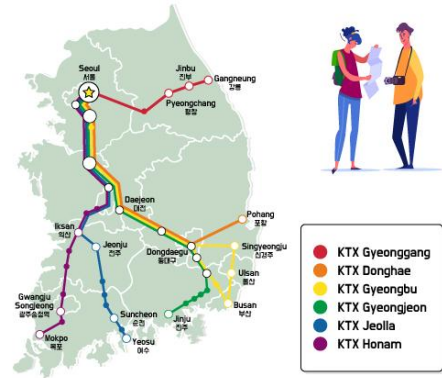 Seoul
서울
Jinbu
진부
Gangneung
강릉
Pyeongchang
평창
Daejeon
대전
Pohang
포항
Iksan
익산
Dongdaegu
동대구
Singyeongju
신경주
Jeonju
전주
Ulsan
울산
Gwangju
Songjeong
광주송정역
Suncheon
순천
Jinju
진주
Busan
부산
Mokpo
목포
Yeosu
여수
KTX Gyeonggang
KTX Donghae
KTX Gyeongbu
KTX Gyeongjeon
KTX Jeolla
KTX Honam